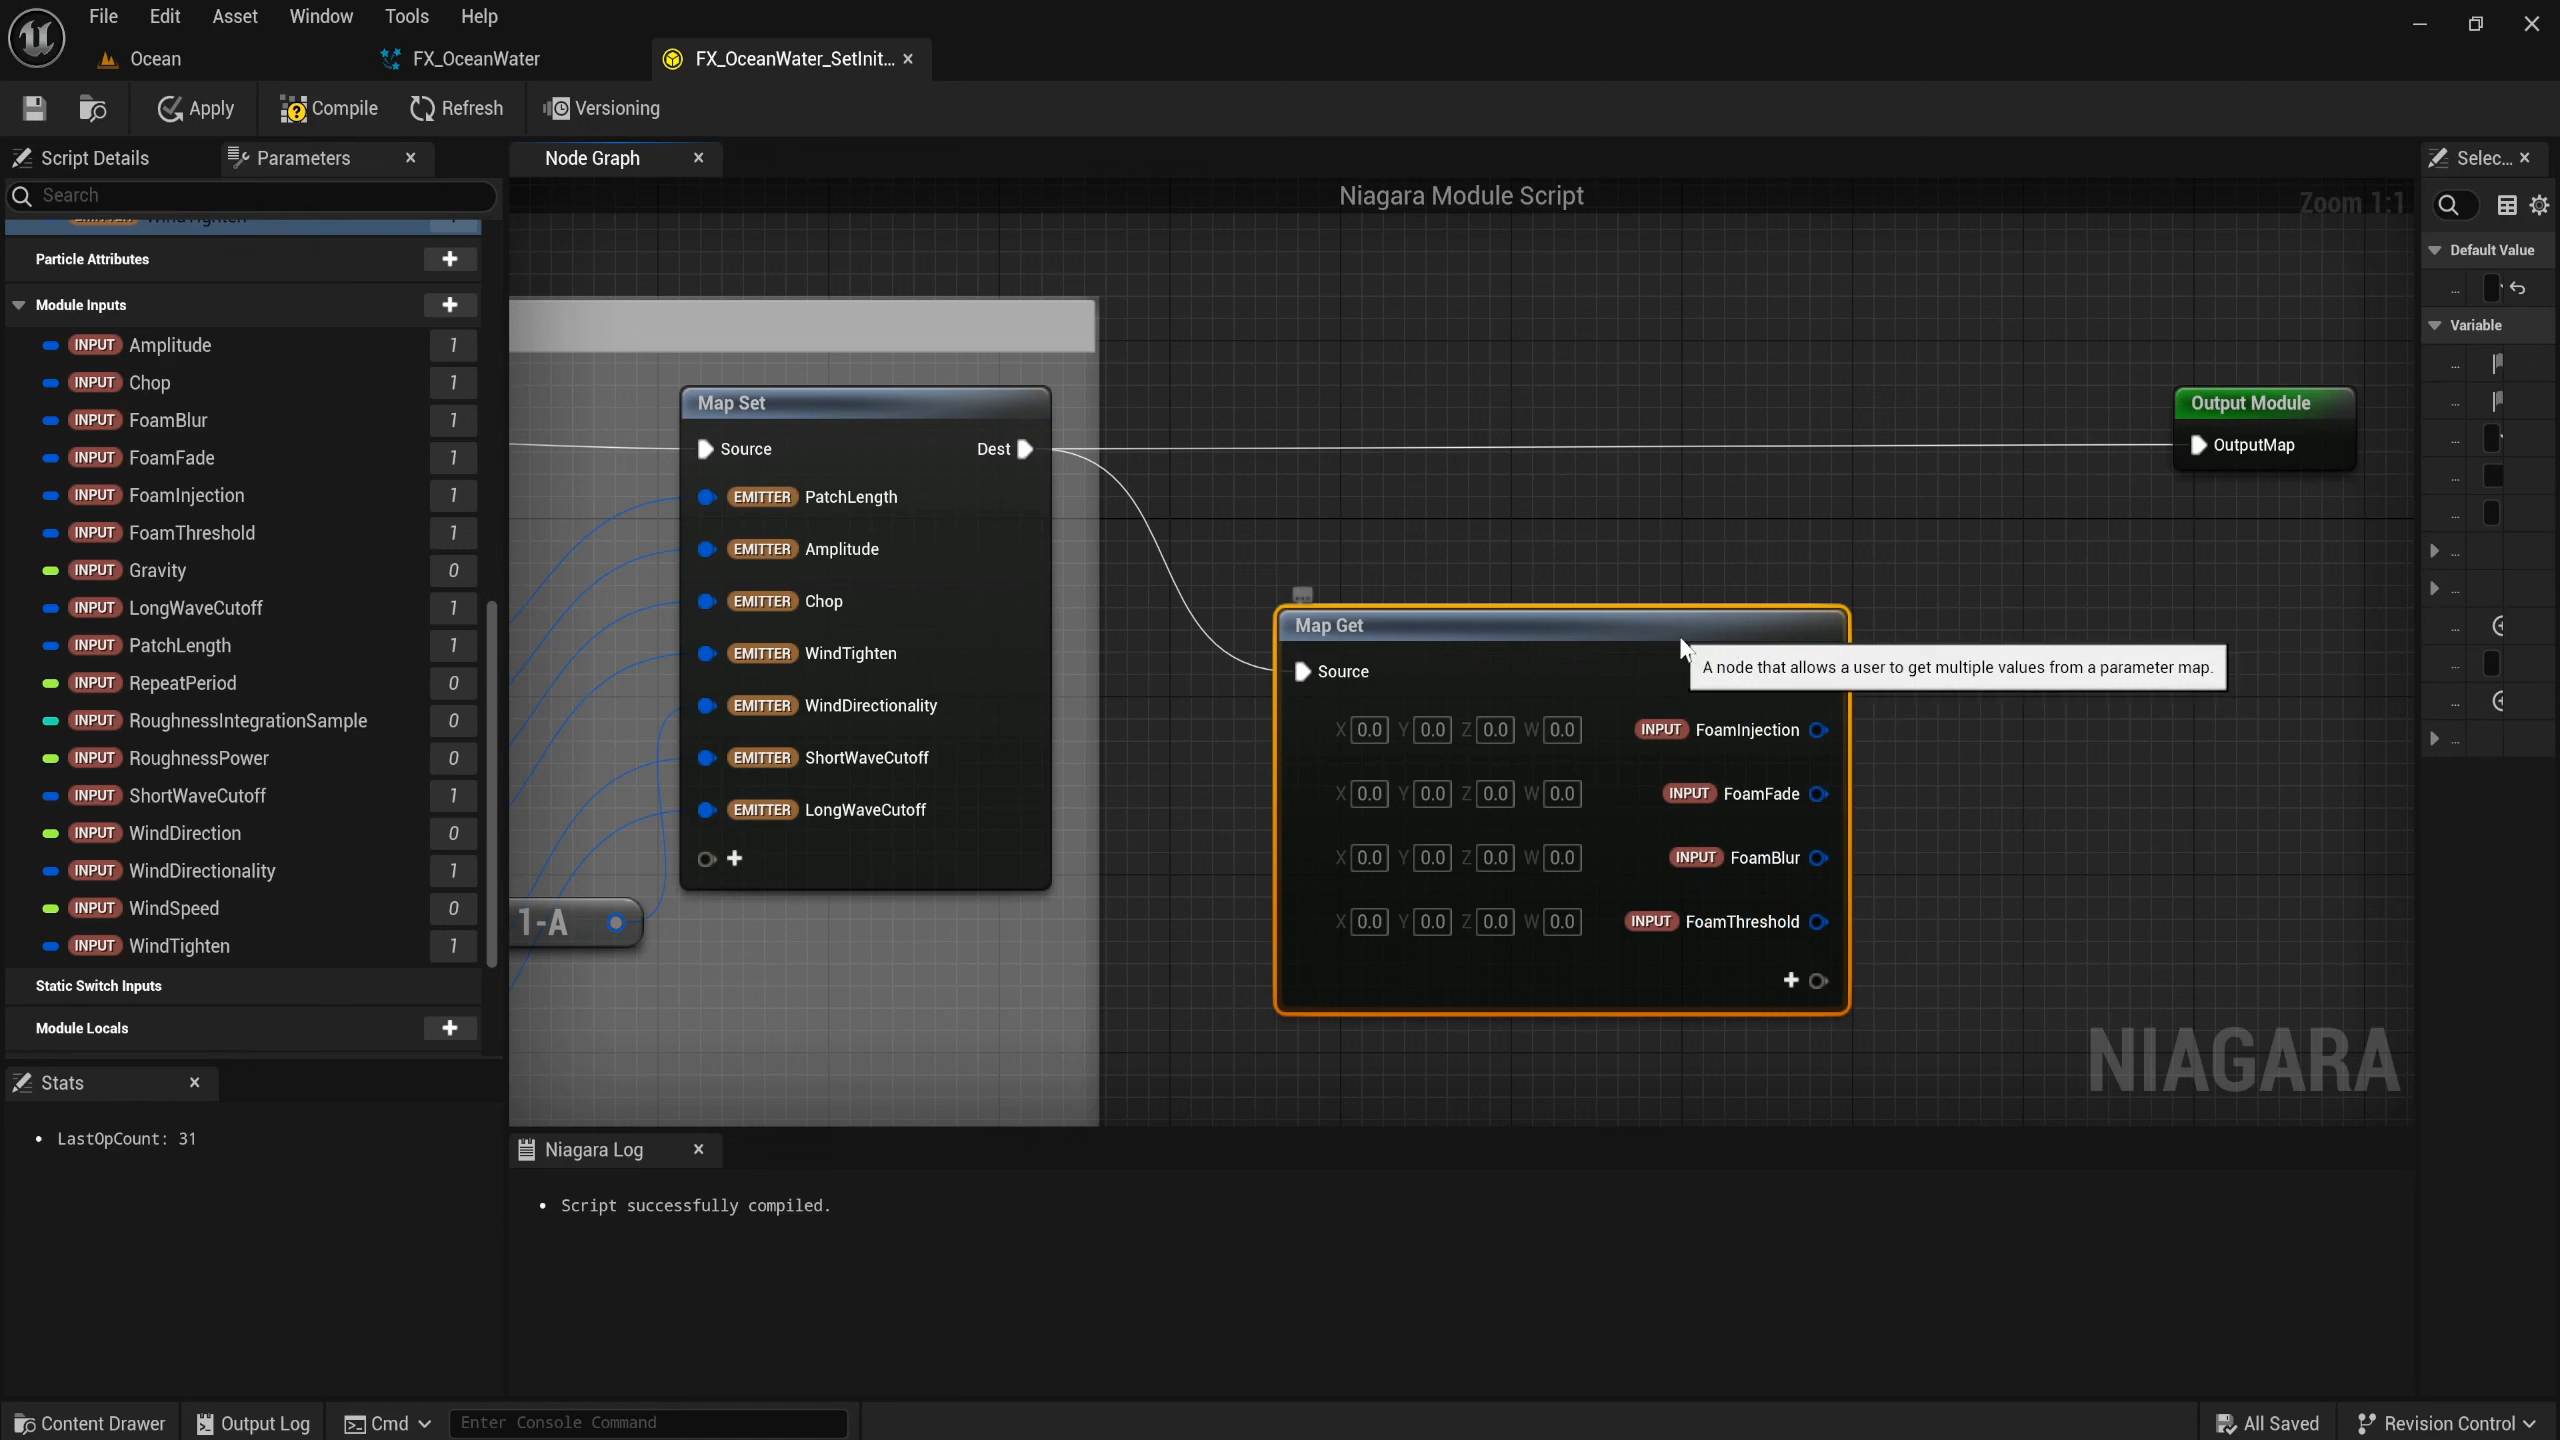 File Edit Asset Window Tools Help
Ocean
FX_OceanWater
FX_OceanWater_SetInit...
Apply
Compile
Refresh
Versioning
Script Details
Parameters
Node Graph
Selec...
Search
Niagara Module Script
Zoom 1:1
EMITTER WindTighten
Particle Attributes
Module Inputs
INPUT Amplitude 1
INPUT Chop 1
INPUT FoamBlur 1
INPUT FoamFade 1
INPUT FoamInjection 1
INPUT FoamThreshold 1
INPUT Gravity 0
INPUT LongWaveCutoff 1
INPUT PatchLength 1
INPUT RepeatPeriod 0
INPUT RoughnessIntegrationSample 0
INPUT RoughnessPower 0
INPUT ShortWaveCutoff 1
INPUT WindDirection 0
INPUT WindDirectionality 1
INPUT WindSpeed 0
INPUT WindTighten 1
Static Switch Inputs
Module Locals
Stats
LastOpCount: 31
Map Set
Source Dest
EMITTER PatchLength
EMITTER Amplitude
EMITTER Chop
EMITTER WindTighten
EMITTER WindDirectionality
EMITTER ShortWaveCutoff
EMITTER LongWaveCutoff
1-A
Map Get
Source
A node that allows a user to get multiple values from a parameter map.
X 0.0 Y 0.0 Z 0.0 W 0.0 INPUT FoamInjection
X 0.0 Y 0.0 Z 0.0 W 0.0 INPUT FoamFade
X 0.0 Y 0.0 Z 0.0 W 0.0 INPUT FoamBlur
X 0.0 Y 0.0 Z 0.0 W 0.0 INPUT FoamThreshold
Output Module
OutputMap
NIAGARA
Default Value
...
Variable
...
...
...
...
...
...
...
...
...
...
...
Niagara Log
Script successfully compiled.
Content Drawer
Output Log
Cmd
Enter Console Command
All Saved
Revision Control